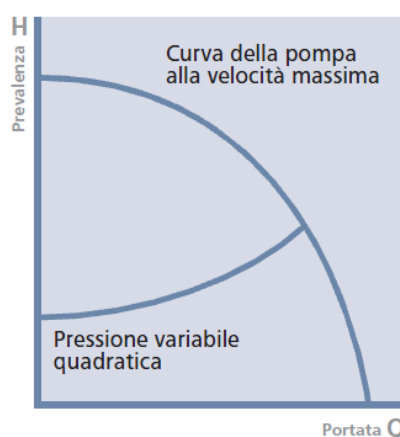 H
Prevalenza
Curva della pompa
alla velocità massima
Pressione variabile
quadratica
Portata Q